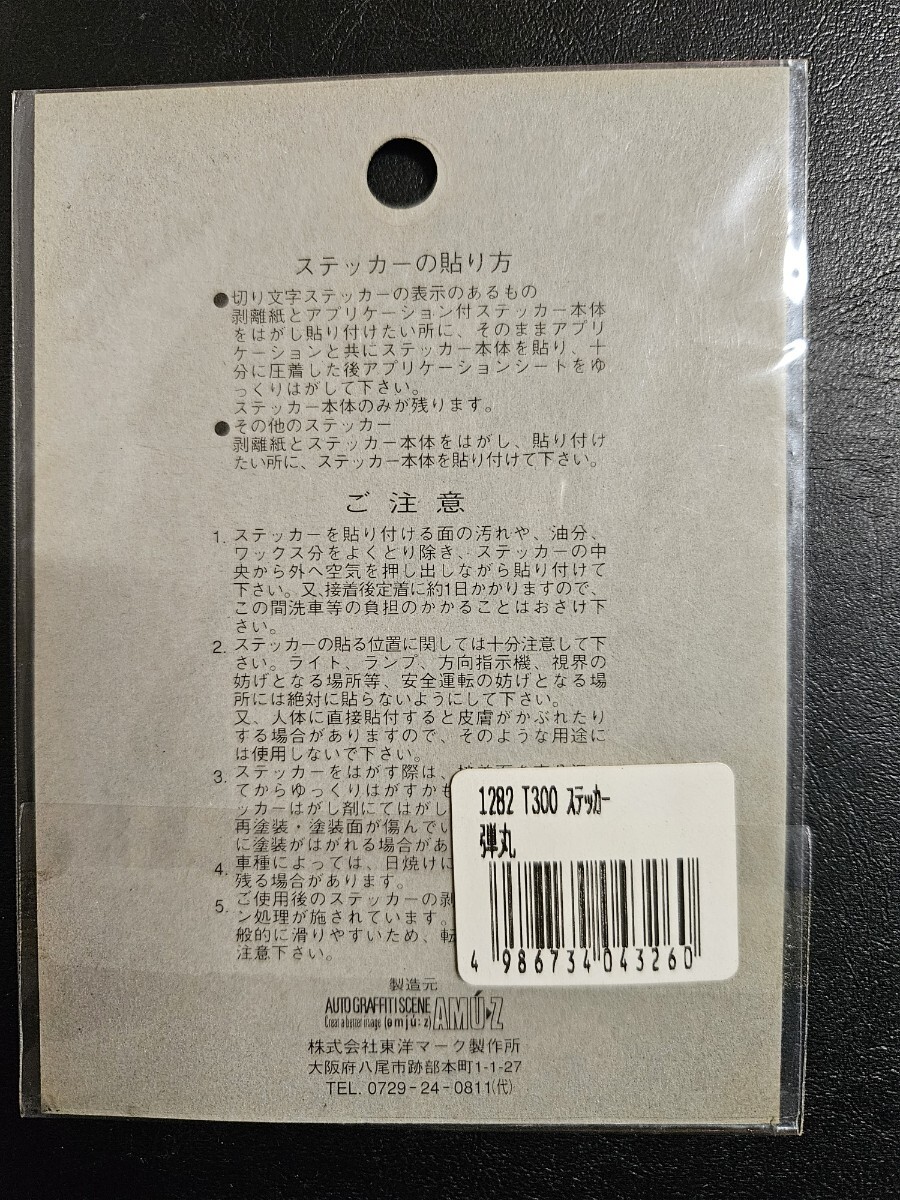 ステッカーの貼り方
●切り文字ステッカーの表示のあるもの
剥離紙とアプリケーション付ステッカー本体
をはがし貼り付けたい所に、そのままアプリ
ケーションと共にステッカー本体を貼り、十
分に圧着した後アプリケーションシートをゆ
っくりはがして下さい。
ステッカー本体のみが残ります。
●その他のステッカー
剥離紙とステッカー本体をはがし、貼り付け
たい所に、ステッカー本体を貼り付けて下さい。
ご注意
1. ステッカーを貼り付ける面の汚れや、油分、
ワックス分をよくとり除き、ステッカーの中
央から外へ空気を押し出しながら貼り付けて
下さい。又、接着後定着に約1日かかりますので、
この間洗車等の負担のかかることはおさけ下
さい。
2. ステッカーの貼る位置に関しては十分注意して下
さい。ライト、ランプ、方向指示機、視界の
妨げとなる場所等、安全運転の妨げとなる場
所には絶対に貼らないようにして下さい。
又、人体に直接貼付すると皮膚がかぶれたり
する場合がありますので、そのような用途に
は使用しないで下さい。
3. ステッカーをはがす際は、
てからゆっくりはがすか
ッカーはがし剤にてはがし
再塗装・塗装面が傷んでい
に塗装がはがれる場合があ
4. 車種によっては、日焼けに
残る場合があります。
5. ご使用後のステッカーの剥
ン処理が施されています。
般的に滑りやすいため、転
注意下さい。
1282 T300 ステッカー
弾丸
4 986734 043260
製造元
AUTO GRAFFITI SCENE
Creat a butter image [amjú:z] AMÚ•Z
株式会社東洋マーク製作所
大阪府八尾市跡部本町1-1-27
TEL. 0729-24-0811(代)